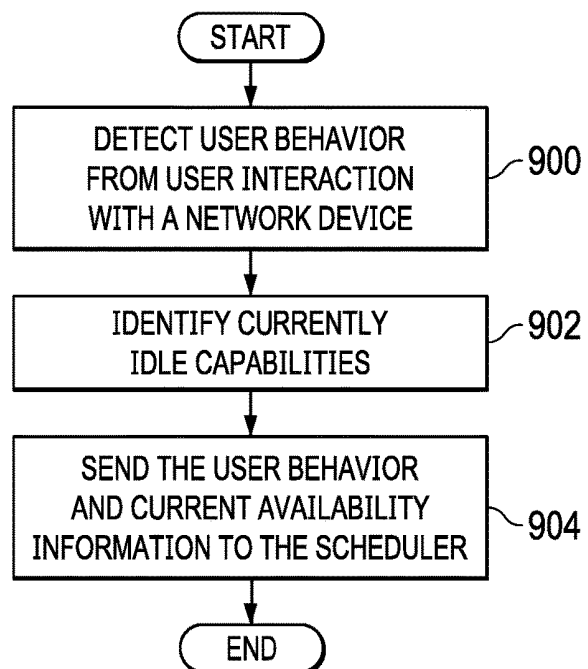 START
DETECT USER BEHAVIOR
FROM USER INTERACTION
WITH A NETWORK DEVICE
900
IDENTIFY CURRENTLY
IDLE CAPABILITIES
902
SEND THE USER BEHAVIOR
AND CURRENT AVAILABILITY
INFORMATION TO THE SCHEDULER
904
END